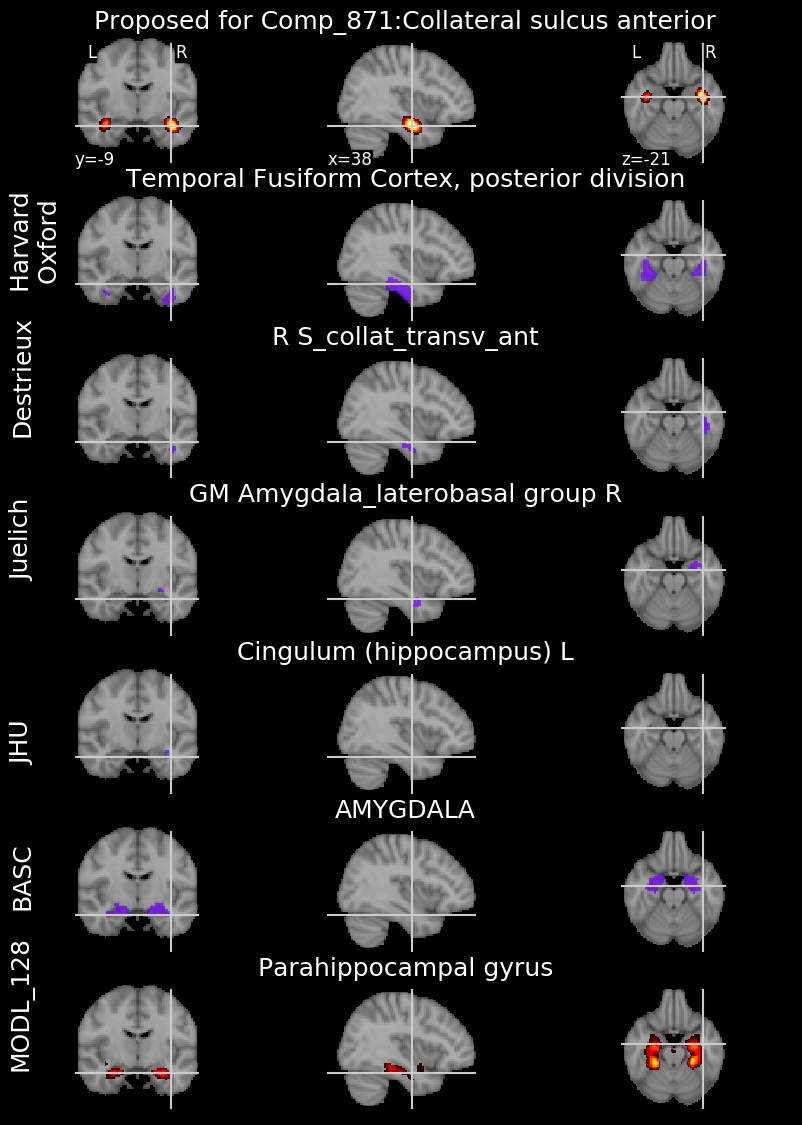 Proposed for Comp_871:Collateral sulcus anterior
L R
L R
y=-9
x=38
z=-21
Temporal Fusiform Cortex, posterior division
Harvard
Oxford
R S_collat_transv_ant
Destrieux
GM Amygdala_laterobasal group R
Juelich
Cingulum (hippocampus) L
JHU
AMYGDALA
BASC
Parahippocampal gyrus
MODL_128